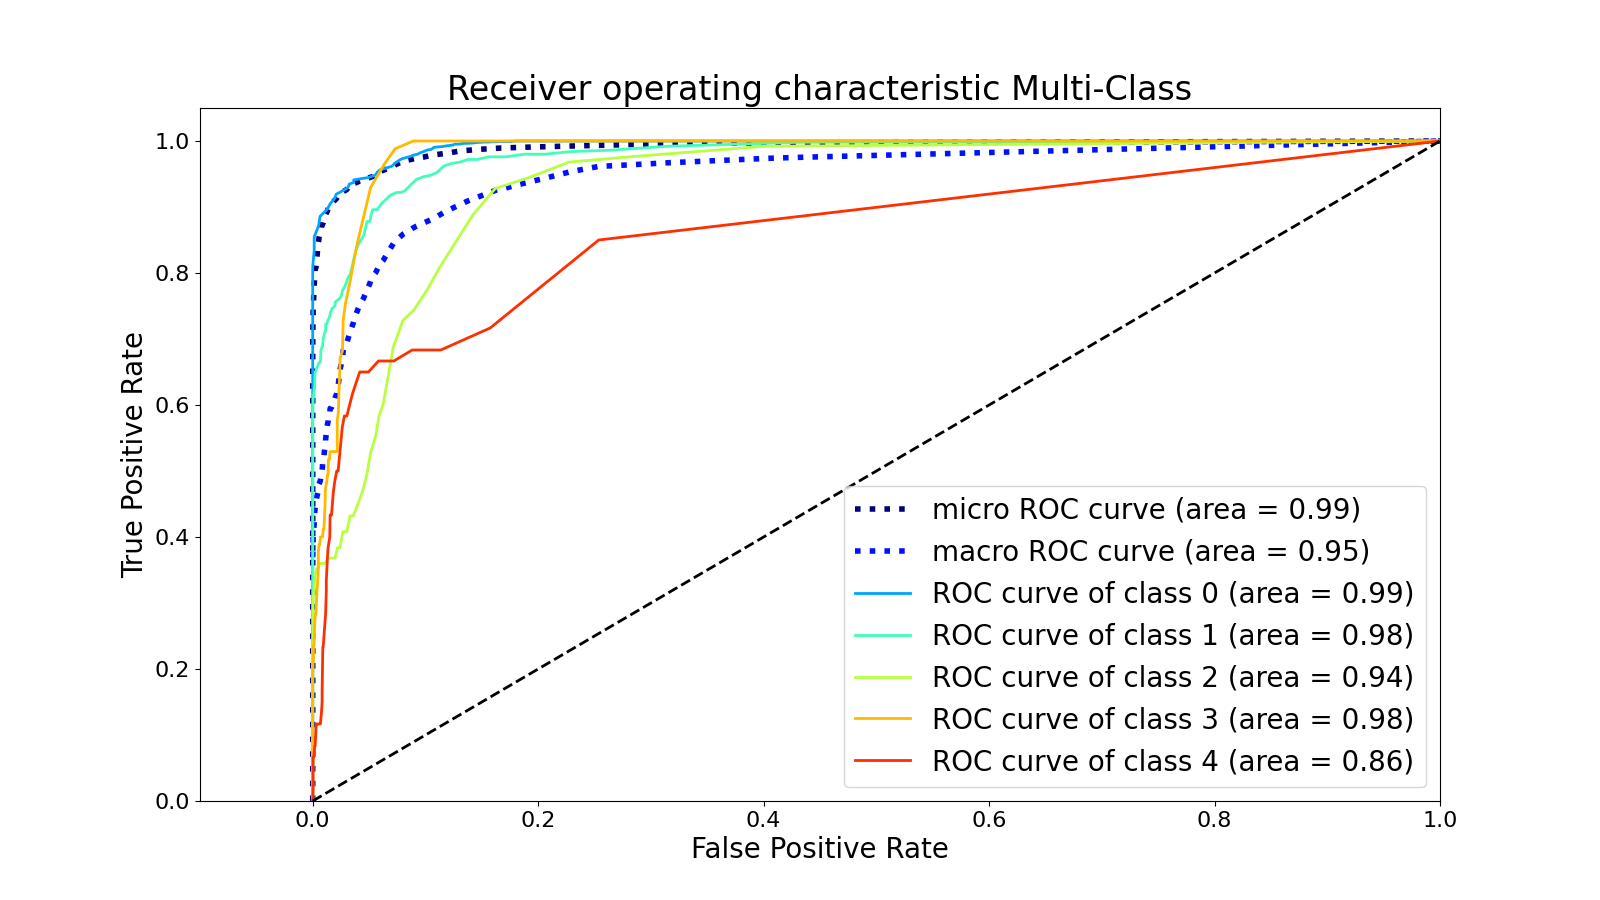 Receiver operating characteristic Multi-Class
1.0
0.8
0.6
0.4
0.2
0.0
True Positive Rate
0.0 0.2 0.4 0.6 0.8 1.0
False Positive Rate
micro ROC curve (area = 0.99)
macro ROC curve (area = 0.95)
ROC curve of class 0 (area = 0.99)
ROC curve of class 1 (area = 0.98)
ROC curve of class 2 (area = 0.94)
ROC curve of class 3 (area = 0.98)
ROC curve of class 4 (area = 0.86)